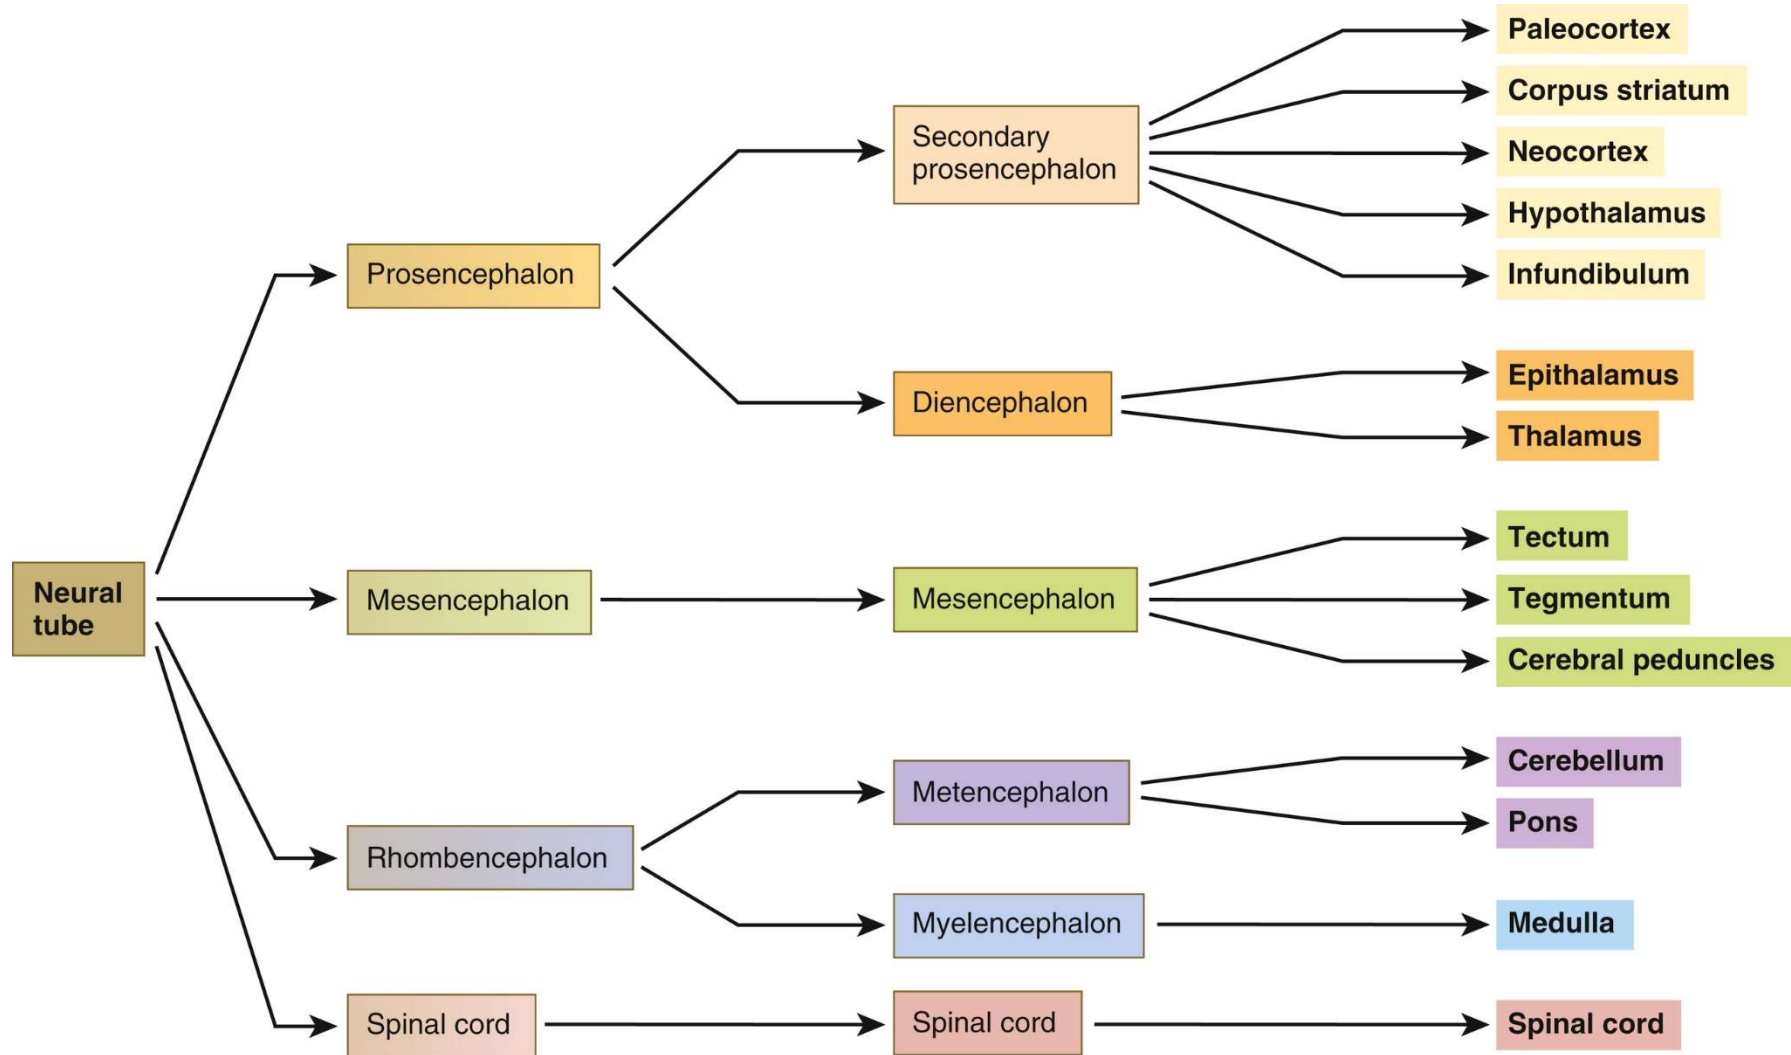 Neural
tube
Prosencephalon
Mesencephalon
Rhombencephalon
Spinal cord
Secondary
prosencephalon
Diencephalon
Mesencephalon
Metencephalon
Myelencephalon
Spinal cord
Paleocortex
Corpus striatum
Neocortex
Hypothalamus
Infundibulum
Epithalamus
Thalamus
Tectum
Tegmentum
Cerebral peduncles
Cerebellum
Pons
Medulla
Spinal cord